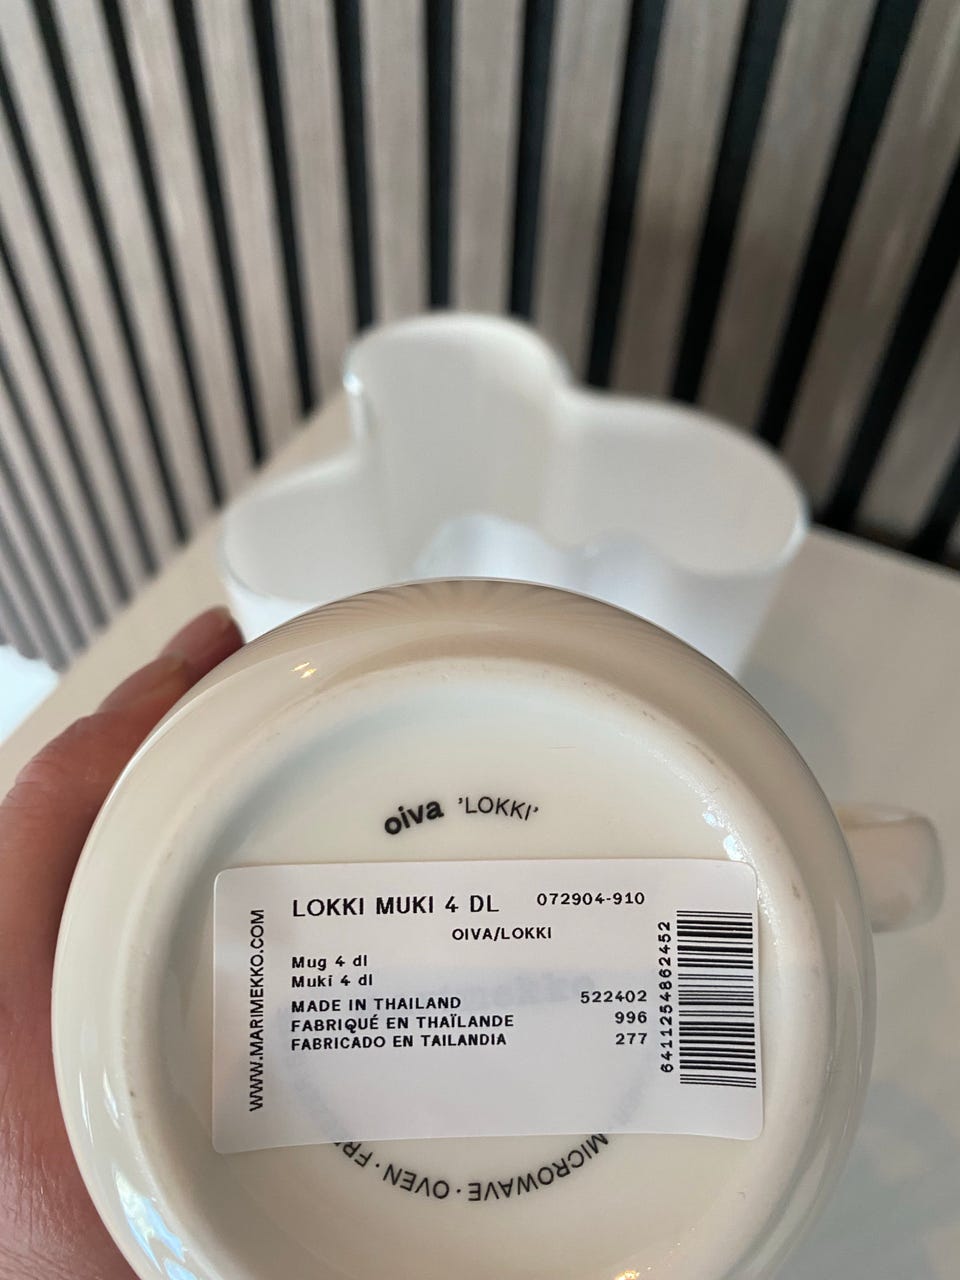 oiva 'LOKKI'
LOKKI MUKI 4 DL 072904-910
OIVA/LOKKI
Mug 4 dl
Muki 4 dl
MADE IN THAILAND 522402
FABRIQUÉ EN THAÏLANDE 996
FABRICADO EN TAILANDIA 277
WWW.MARIMEKKO.COM
6411254862452
MICROWAVE · OVEN ·